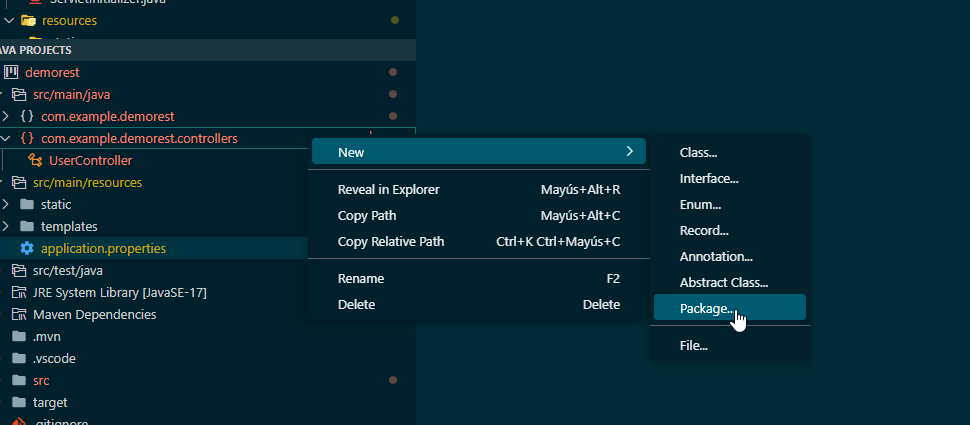 ServletInitializer.java
resources
AVA PROJECTS
demorest
src/main/java
com.example.demorest
com.example.demorest.controllers
UserController
src/main/resources
static
templates
application.properties
src/test/java
JRE System Library [JavaSE-17]
Maven Dependencies
.mvn
.vscode
src
target
.gitignore
New
Reveal in Explorer Mayús+Alt+R
Copy Path Mayús+Alt+C
Copy Relative Path Ctrl+K Ctrl+Mayús+C
Rename F2
Delete Delete
Class...
Interface...
Enum...
Record...
Annotation...
Abstract Class...
Package...
File...